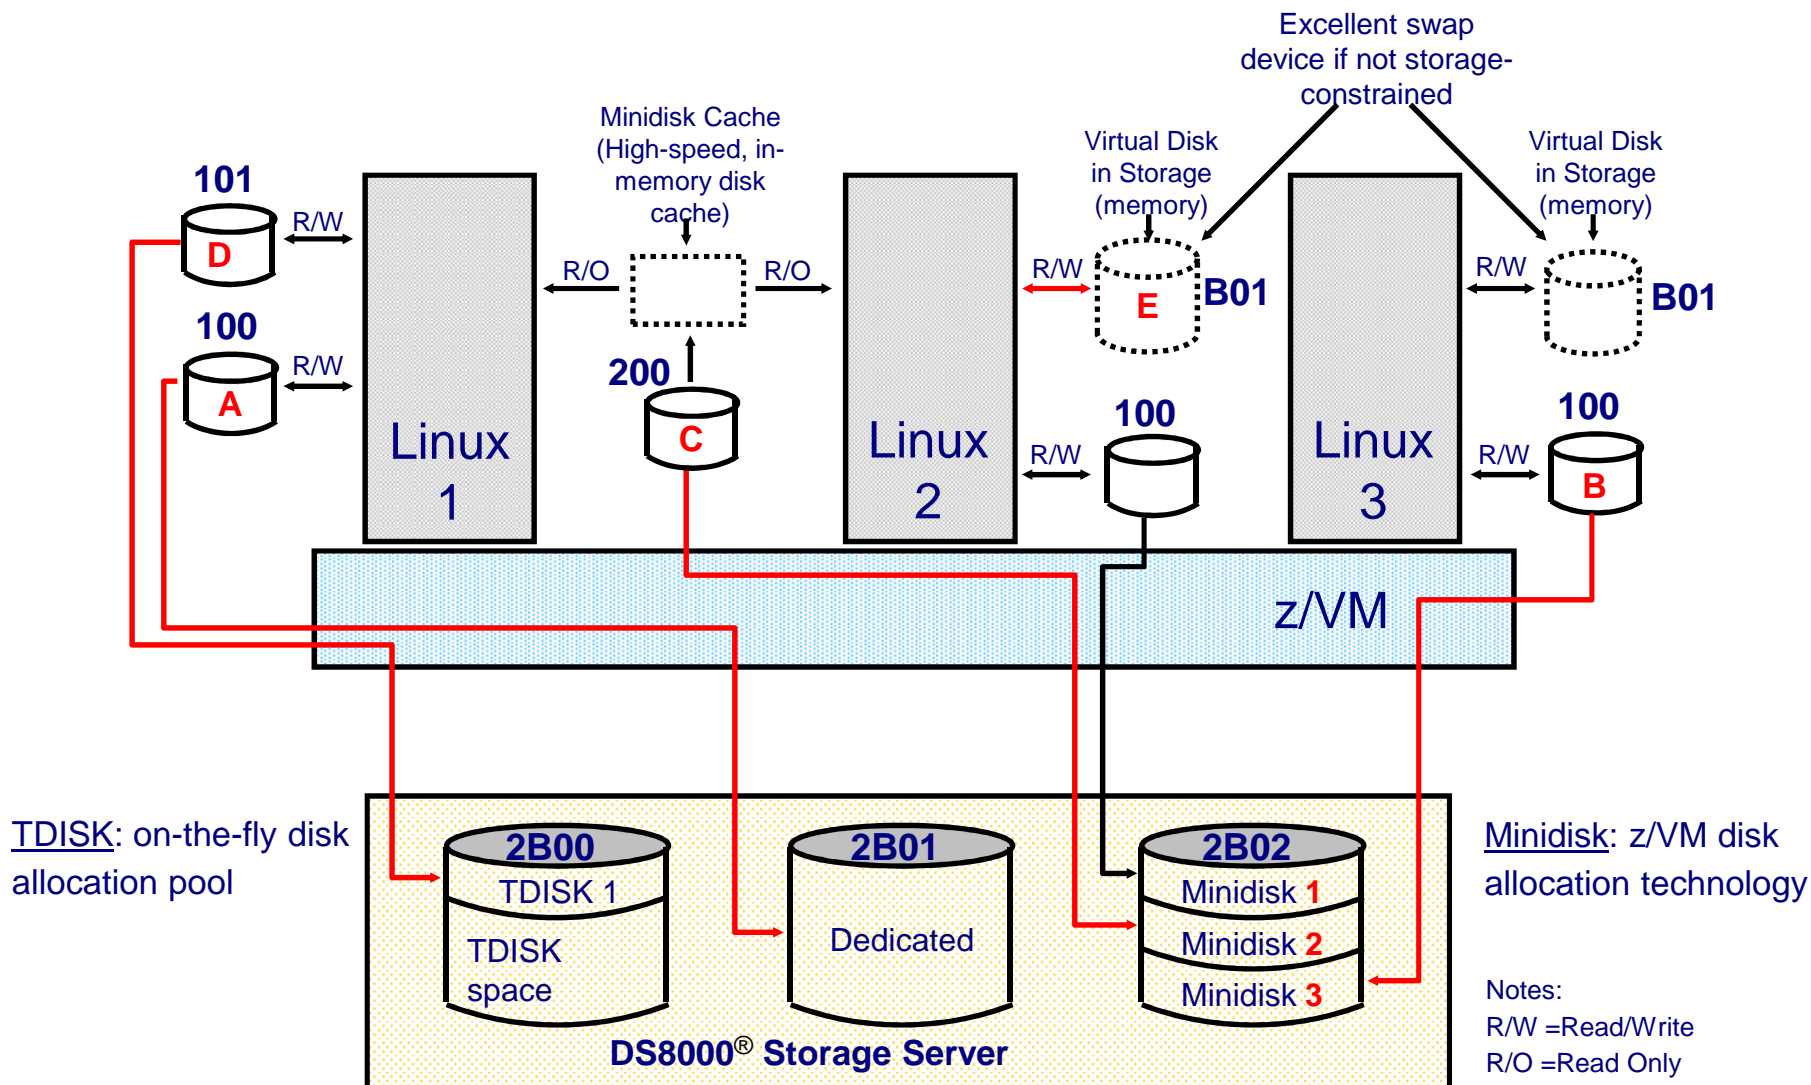 Excellent swap
device if not storage-
constrained
Minidisk Cache
(High-speed, in-
memory disk
cache)
Virtual Disk
in Storage
(memory)
Virtual Disk
in Storage
(memory)
101
R/W
D
R/O
R/O
R/W
E
B01
R/W
B01
100
R/W
A
200
C
100
R/W
100
R/W
B
Linux
1
Linux
2
Linux
3
z/VM
TDISK: on-the-fly disk
allocation pool
2B00
TDISK 1
TDISK
space
2B01
Dedicated
2B02
Minidisk 1
Minidisk 2
Minidisk 3
DS8000® Storage Server
Minidisk: z/VM disk
allocation technology
Notes:
R/W =Read/Write
R/O =Read Only